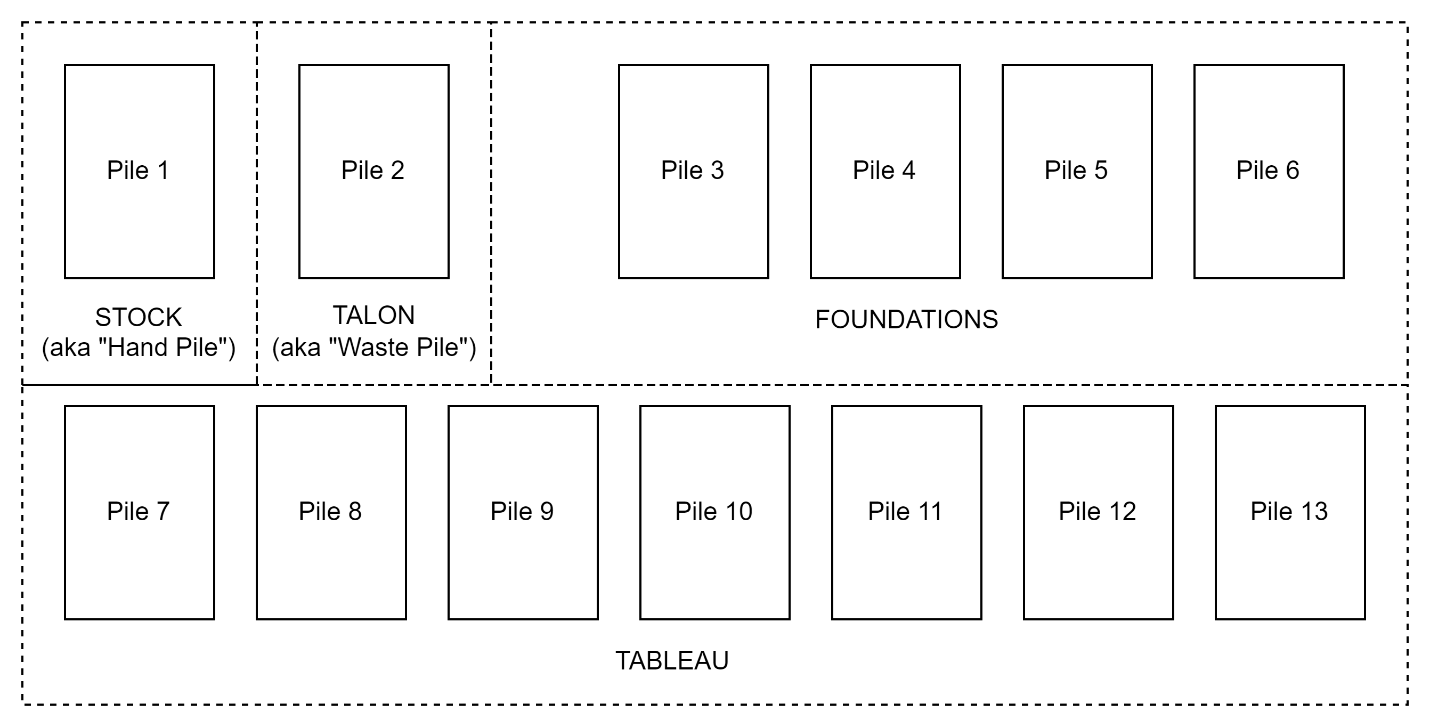 Pile 1
Pile 2
Pile 3
Pile 4
Pile 5
Pile 6
STOCK
(aka "Hand Pile")
TALON
(aka "Waste Pile")
FOUNDATIONS
Pile 7
Pile 8
Pile 9
Pile 10
Pile 11
Pile 12
Pile 13
TABLEAU